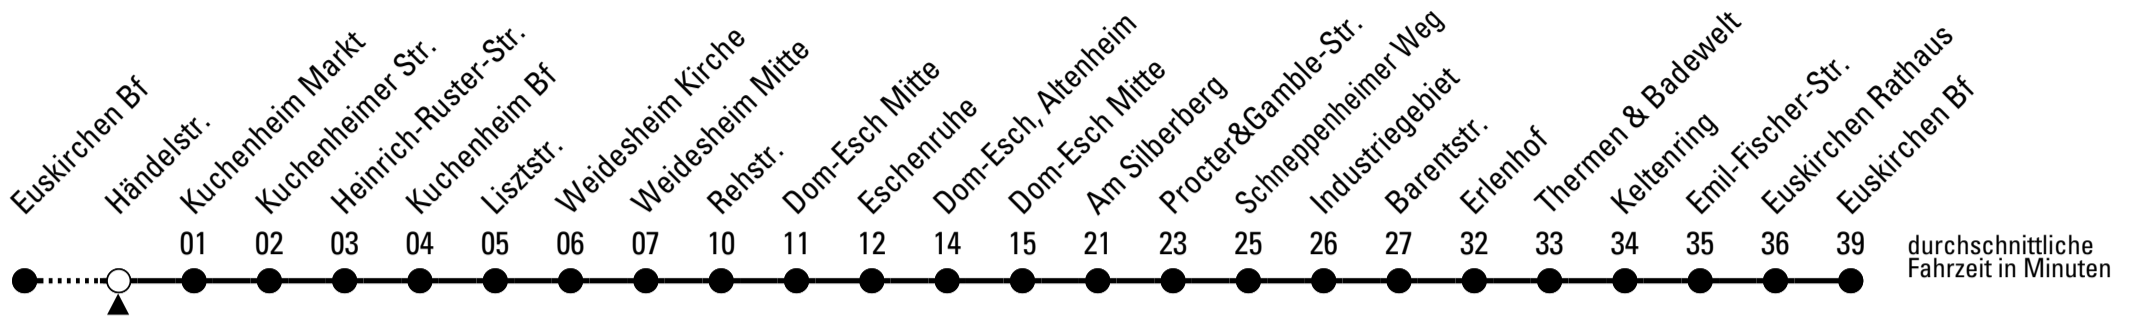 Euskirchen Bf
Händelstr.
Kuchenheim Markt
Kuchenheimer Str.
Heinrich-Ruster-Str.
Kuchenheim Bf
Lisztstr.
Weidesheim Kirche
Weidesheim Mitte
Rehstr.
Dom-Esch Mitte
Eschenruhe
Dom-Esch, Altenheim
Dom-Esch Mitte
Am Silberberg
Procter&Gamble-Str.
Schneppenheimer Weg
Industriegebiet
Barentstr.
Erlenhof
Thermen & Badewelt
Keltenring
Emil-Fischer-Str.
Euskirchen Rathaus
Euskirchen Bf
01 02 03 04 05 06 07 10 11 12 14 15 21 23 25 26 27 32 33 34 35 36 39
durchschnittliche
Fahrzeit in Minuten